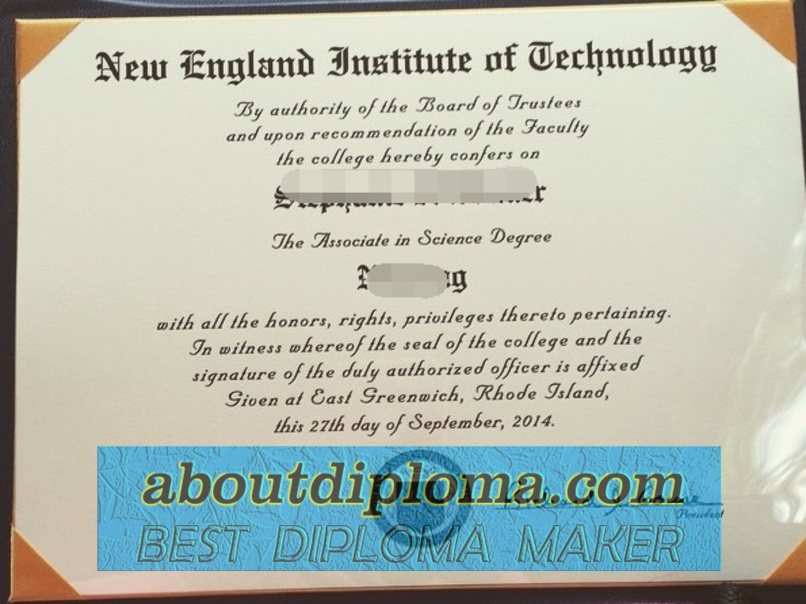 New England Institute of Technology
By authority of the Board of Trustees
and upon recommendation of the Faculty
the college hereby confers on
The Associate in Science Degree
with all the honors, rights, privileges thereto pertaining.
In witness whereof the seal of the college and the
signature of the duly authorized officer is affixed
Given at East Greenwich, Rhode Island,
this 27th day of September, 2014.
aboutdiploma.com
President
BEST DIPLOMA MAKER